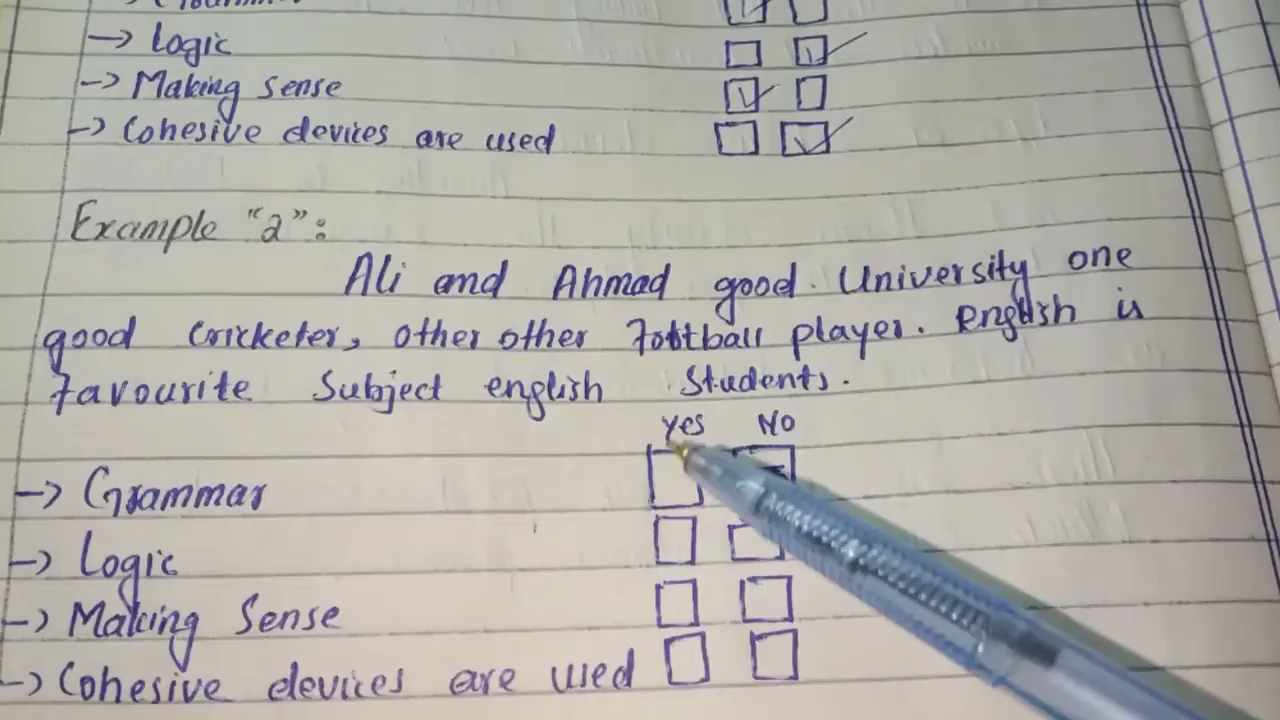 → Logic
→ Making sense
→ Cohesive devices are used
Example "2":
Ali and Ahmad good. University one
good cricketer, other other football player. english is
favourite Subject english Students.
Yes No
→ Grammar
→ Logic
→ Making Sense
→ Cohesive devices are used